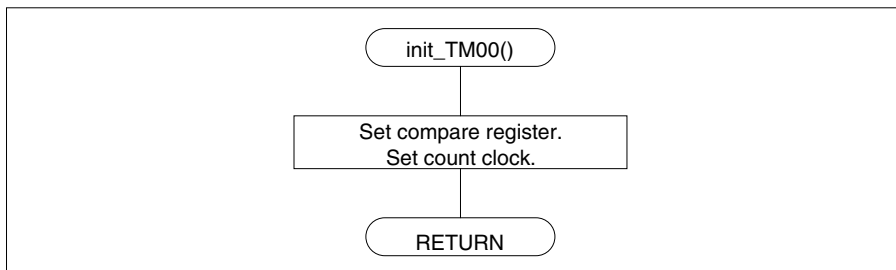 init_TM00()
Set compare register.
Set count clock.
RETURN